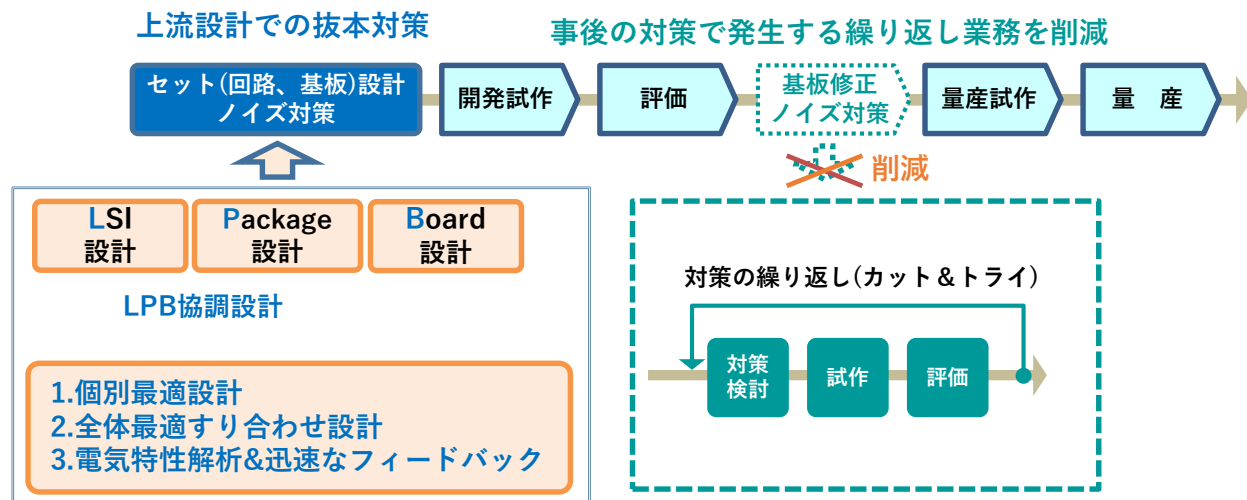 上流設計での抜本対策
事後の対策で発生する繰り返し業務を削減
セット(回路、基板)設計
ノイズ対策
開発試作
評価
基板修正
ノイズ対策
量産試作
量　産
削減
LSI
設計
Package
設計
Board
設計
LPB協調設計
1.個別最適設計
2.全体最適すり合わせ設計
3.電気特性解析&迅速なフィードバック
対策の繰り返し(カット＆トライ)
対策
検討
試作
評価